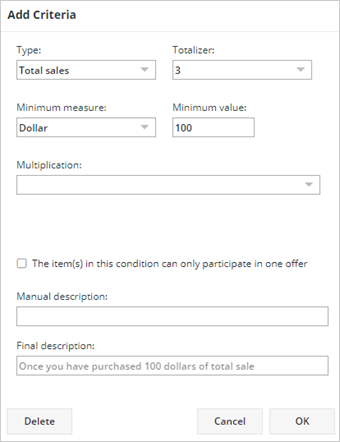 Add Criteria
Type: Totalizer:
Total sales 3
Minimum measure: Minimum value:
Dollar 100
Multiplication:
The item(s) in this condition can only participate in one offer
Manual description:
Final description:
Once you have purchased 100 dollars of total sale
Delete Cancel OK